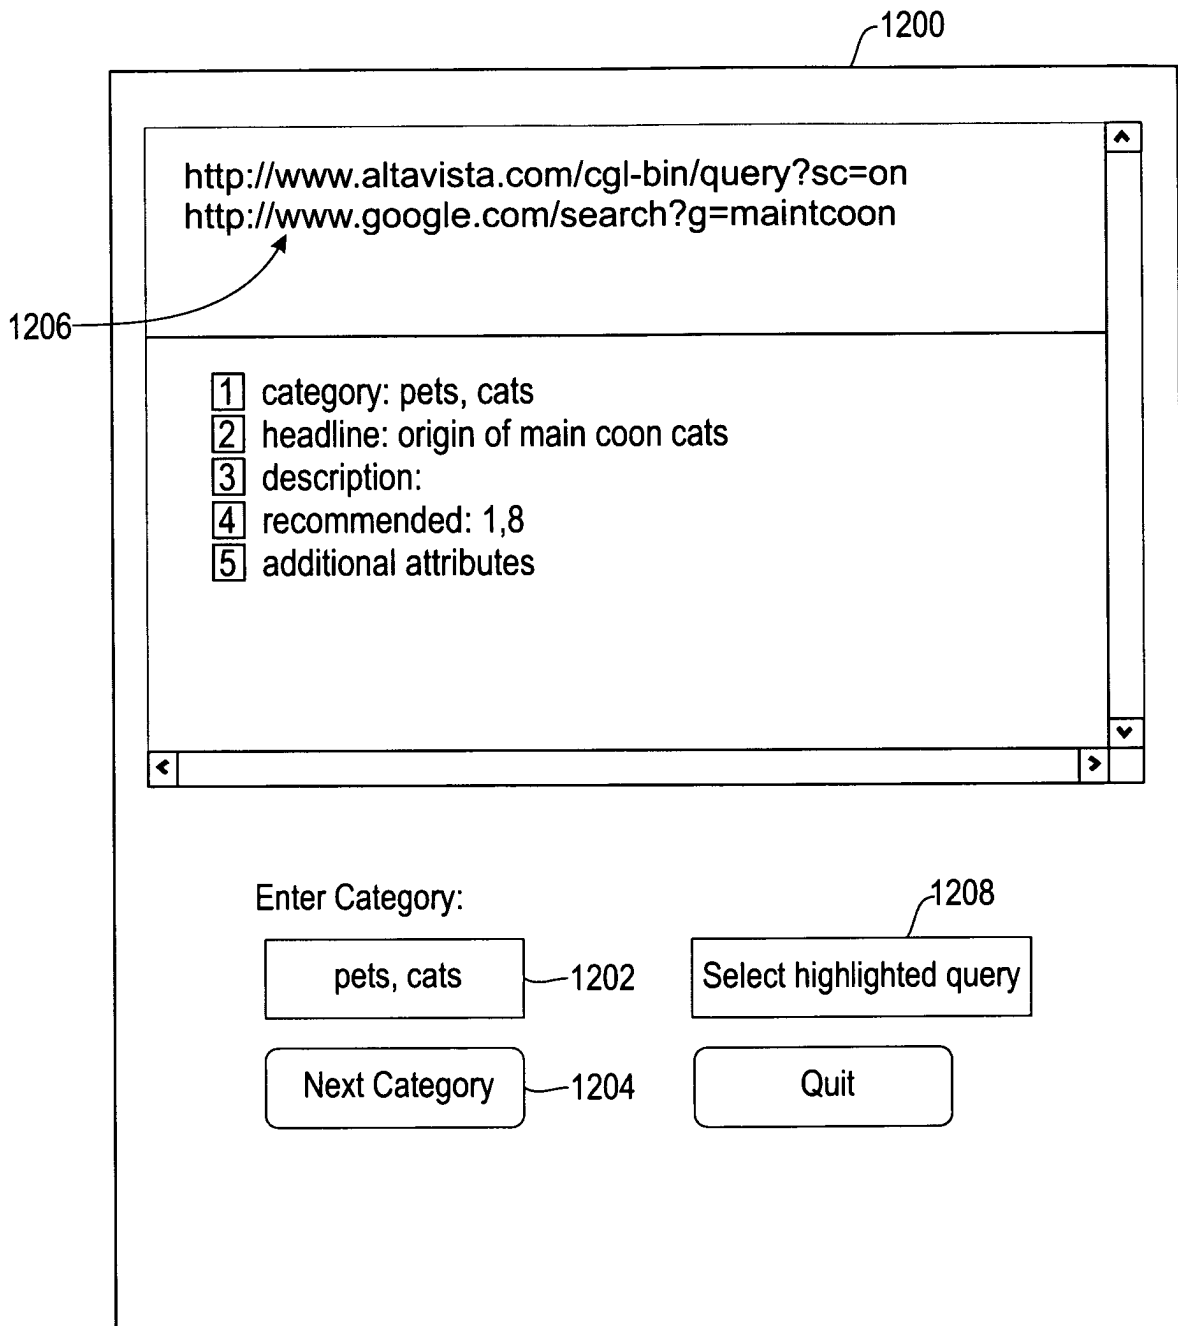 1200
http://www.altavista.com/cgl-bin/query?sc=on
http://www.google.com/search?g=maintcoon
1206
1 category: pets, cats
2 headline: origin of main coon cats
3 description:
4 recommended: 1,8
5 additional attributes
Enter Category:
1208
pets, cats
1202
Select highlighted query
Next Category
1204
Quit